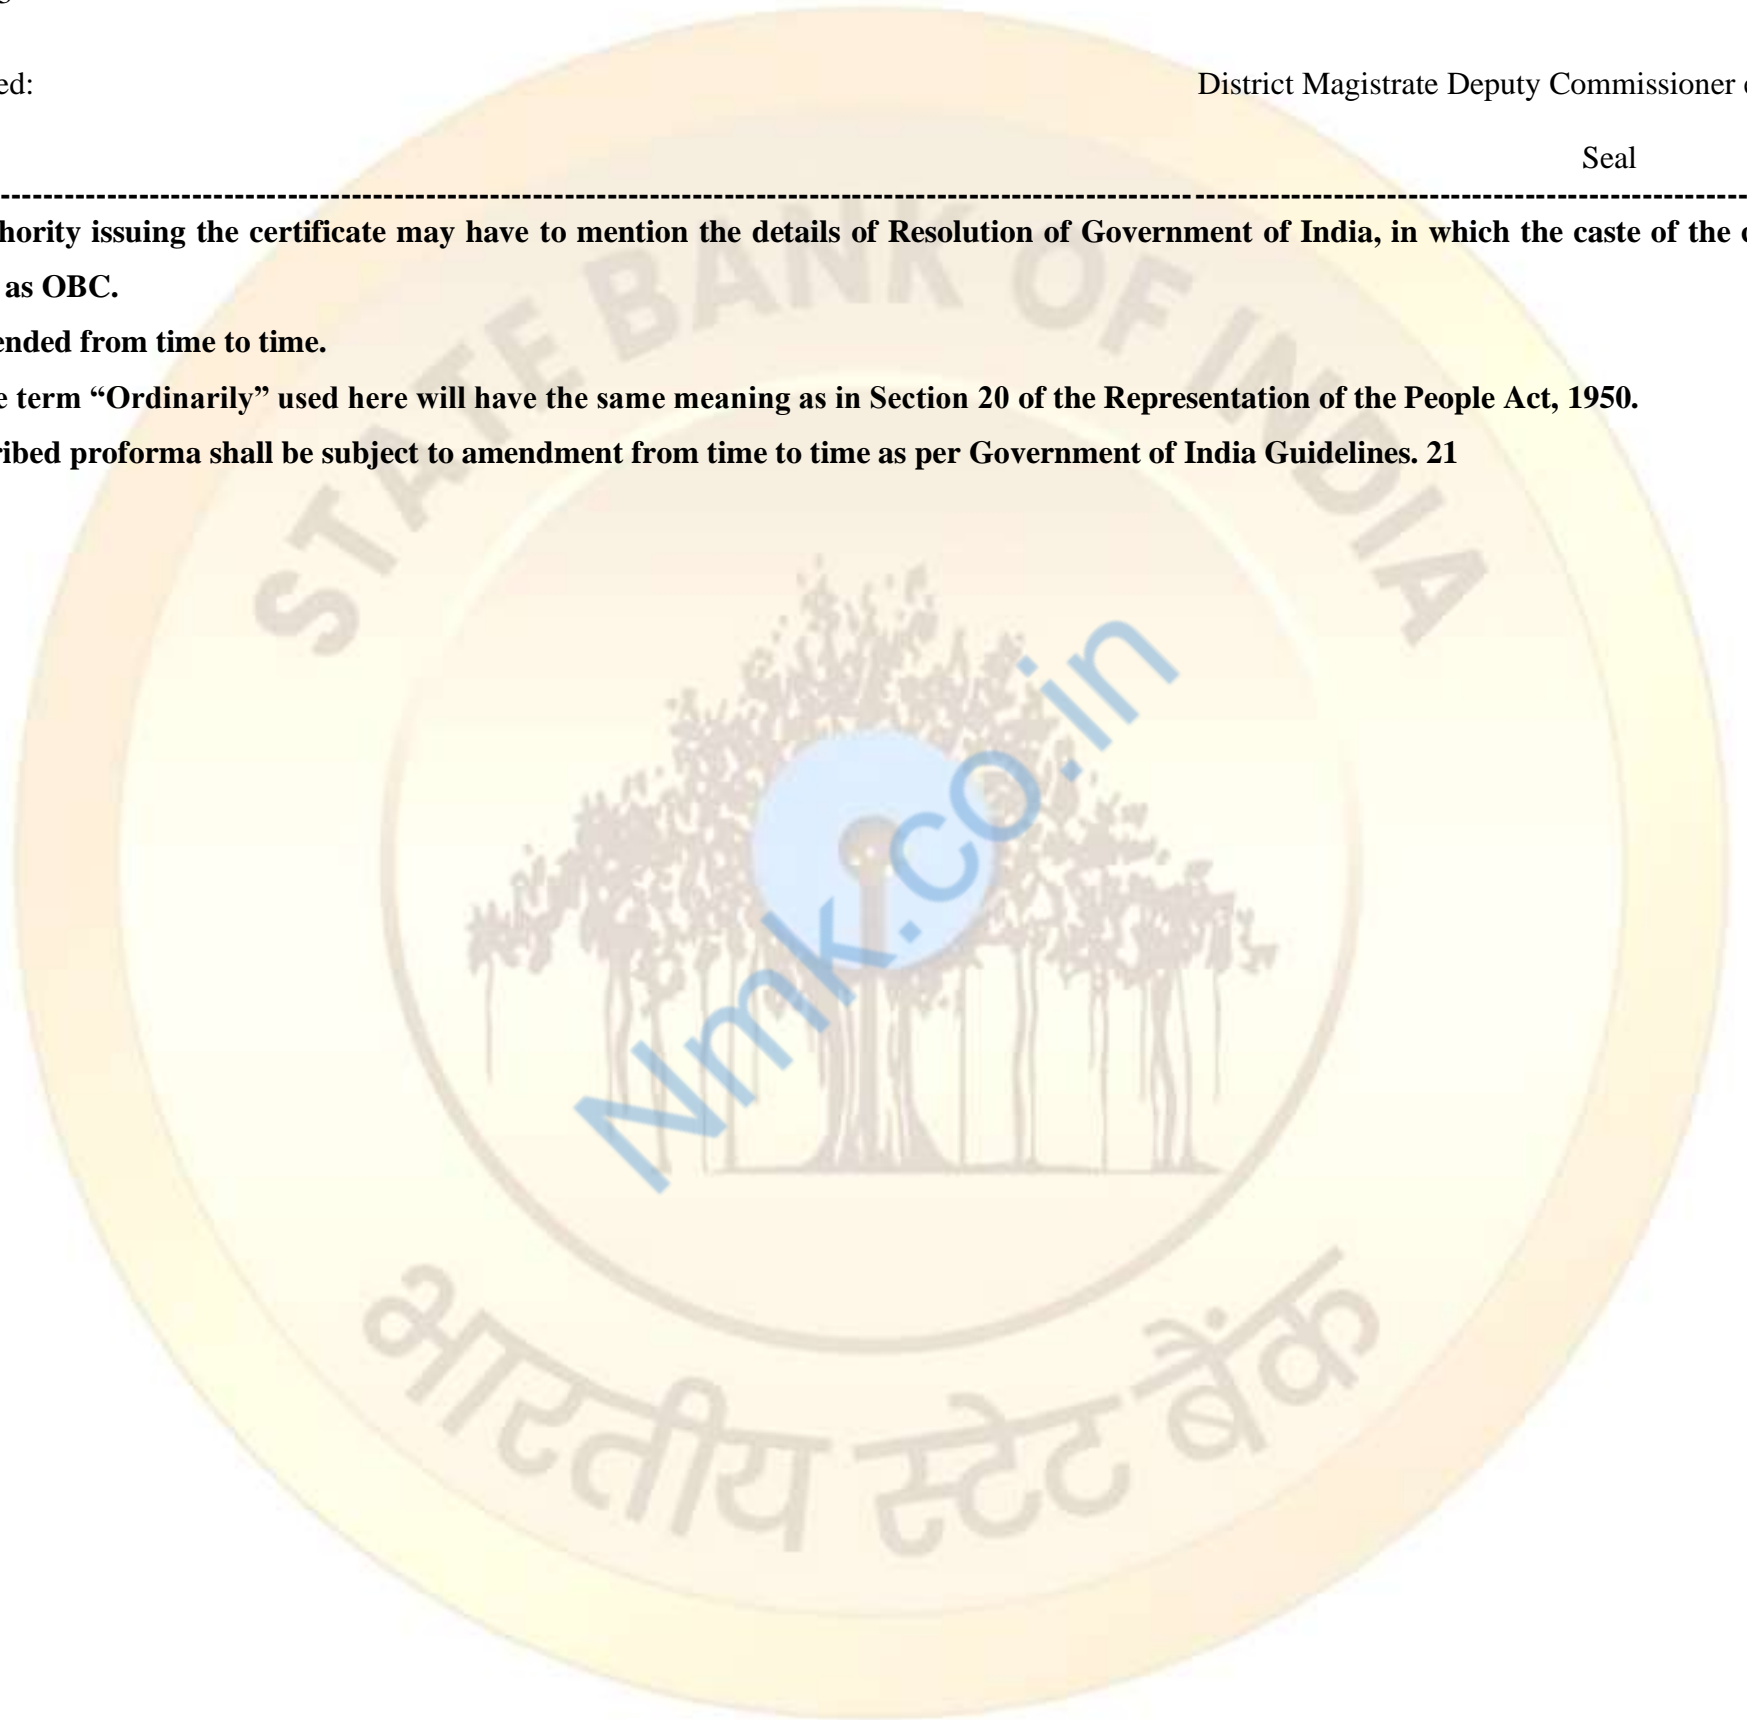 ed:
District Magistrate Deputy Commissioner
Seal
hority issuing the certificate may have to mention the details of Resolution of Government of India, in which the caste of the
as OBC.
ended from time to time.
e term “Ordinarily” used here will have the same meaning as in Section 20 of the Representation of the People Act, 1950.
ribed proforma shall be subject to amendment from time to time as per Government of India Guidelines. 21
STATE BANK OF INDIA
Nmk.co.in
भारतीय स्टेट बैंक